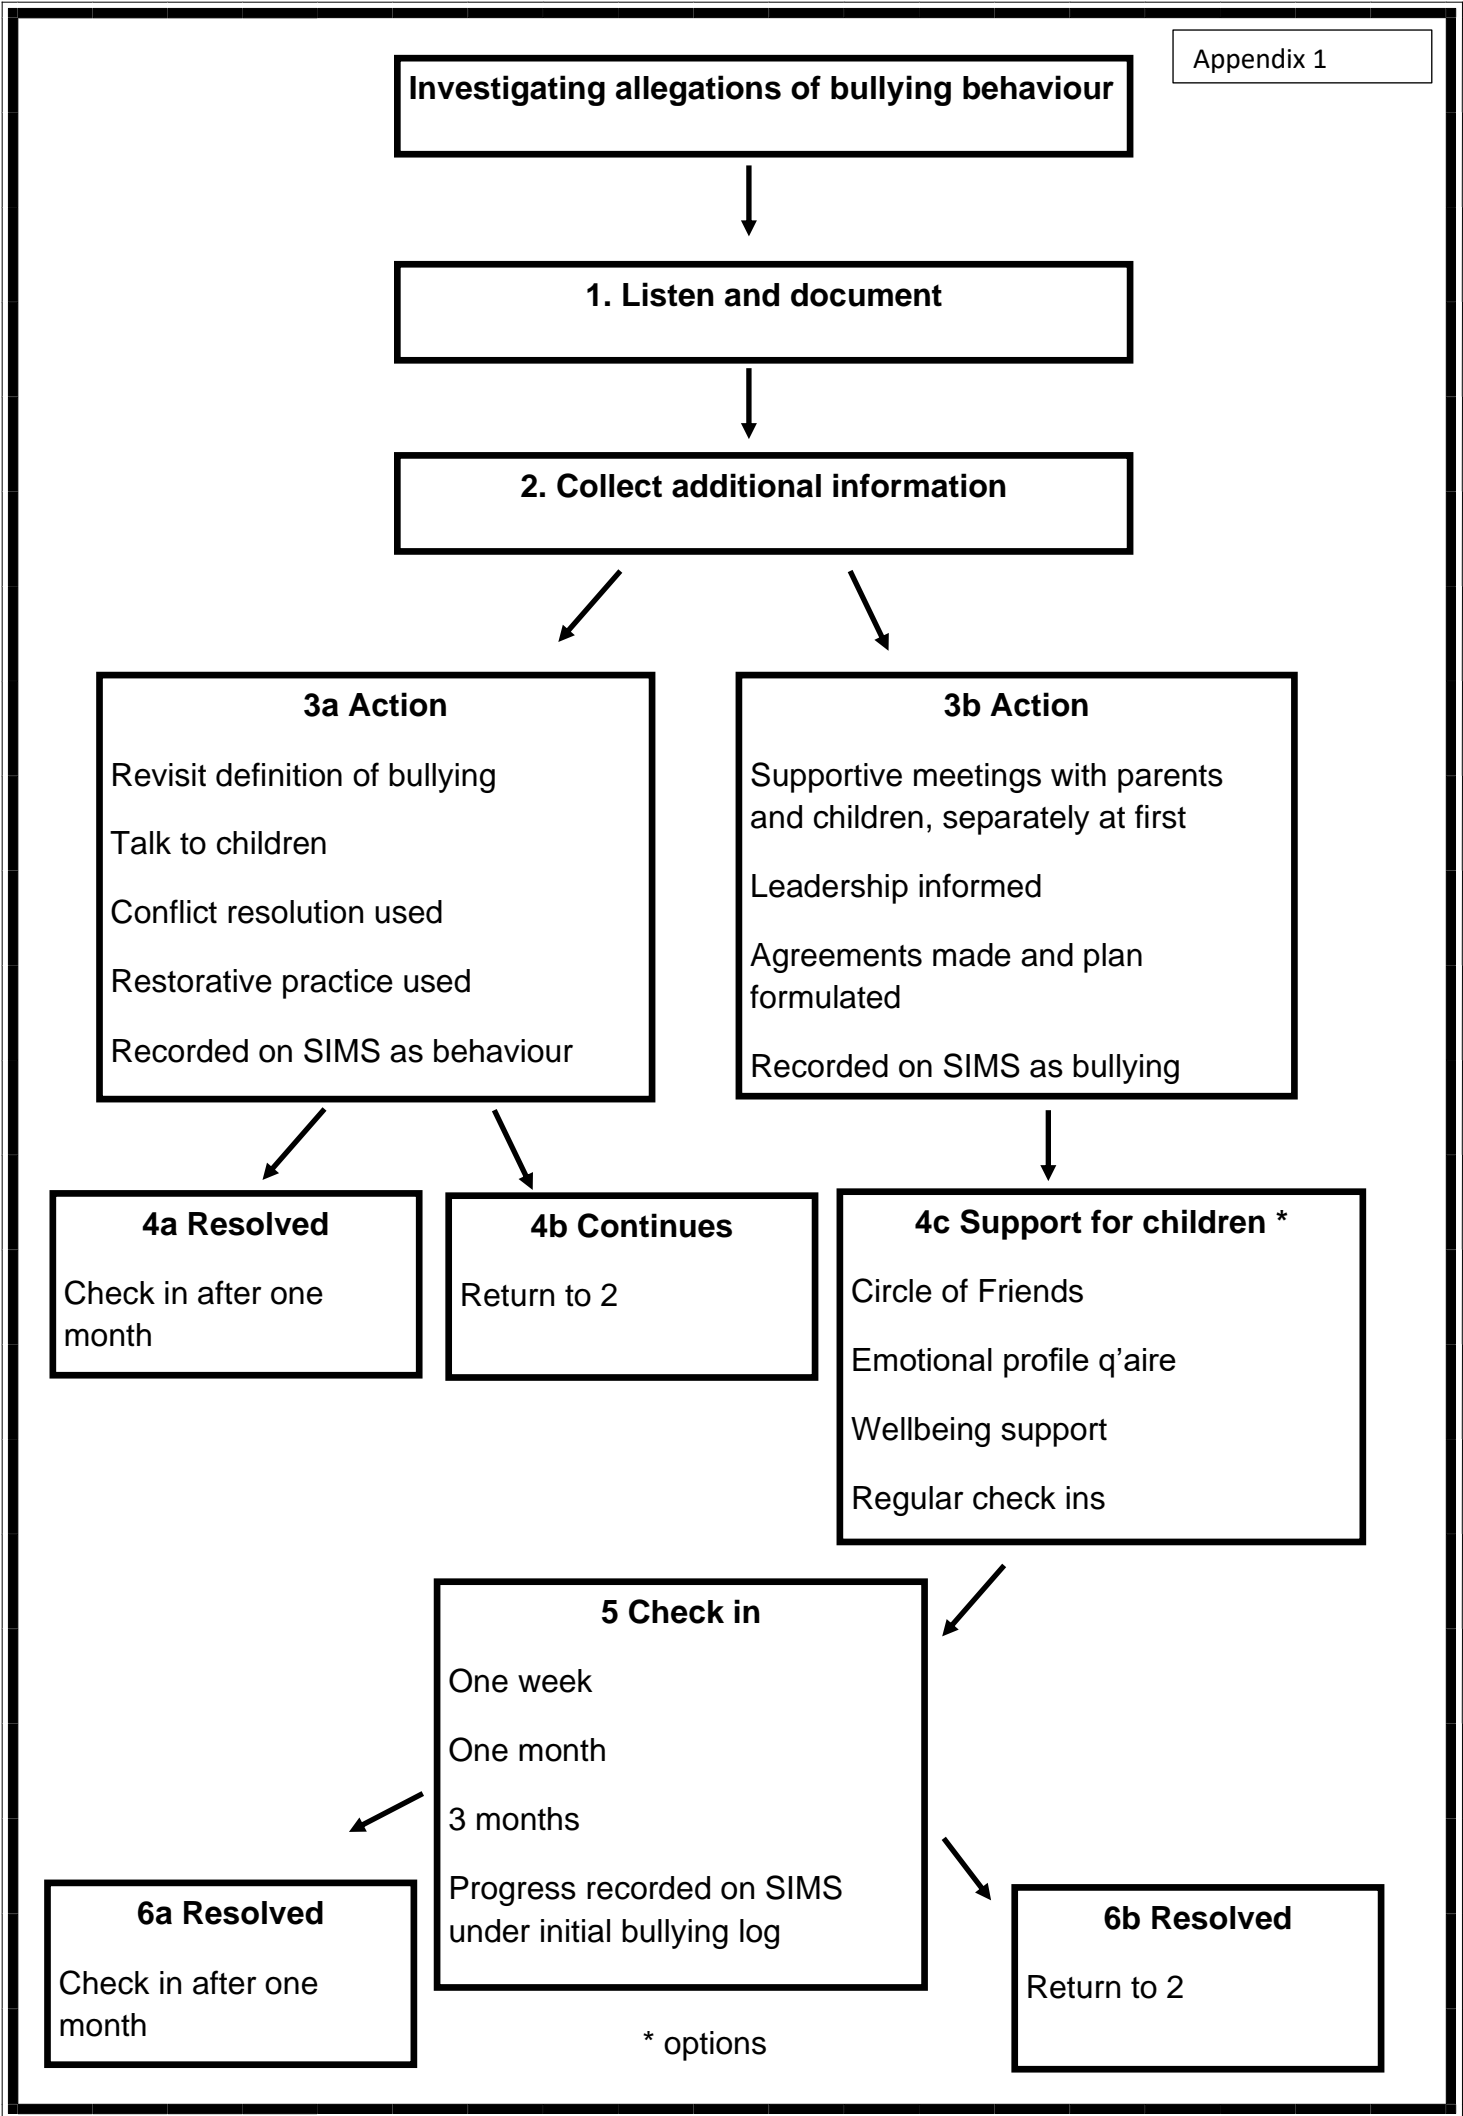 Appendix 1
Investigating allegations of bullying behaviour
1. Listen and document
2. Collect additional information
3a Action
Revisit definition of bullying
Talk to children
Conflict resolution used
Restorative practice used
Recorded on SIMS as behaviour
3b Action
Supportive meetings with parents
and children, separately at first
Leadership informed
Agreements made and plan
formulated
Recorded on SIMS as bullying
4a Resolved
Check in after one
month
4b Continues
Return to 2
4c Support for children *
Circle of Friends
Emotional profile q’aire
Wellbeing support
Regular check ins
5 Check in
One week
One month
3 months
Progress recorded on SIMS
under initial bullying log
6a Resolved
Check in after one
month
6b Resolved
Return to 2
* options